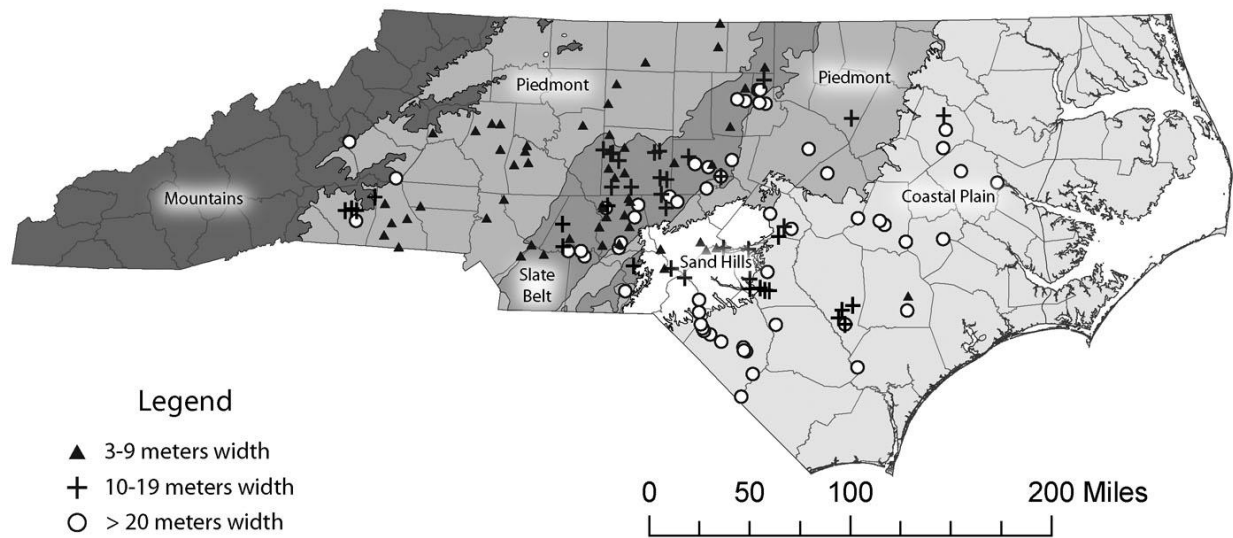 Piedmont
Piedmont
Mountains
Coastal Plain
Sand Hills
Slate
Belt
Legend
3-9 meters width
10-19 meters width
> 20 meters width
0 50 100 200 Miles